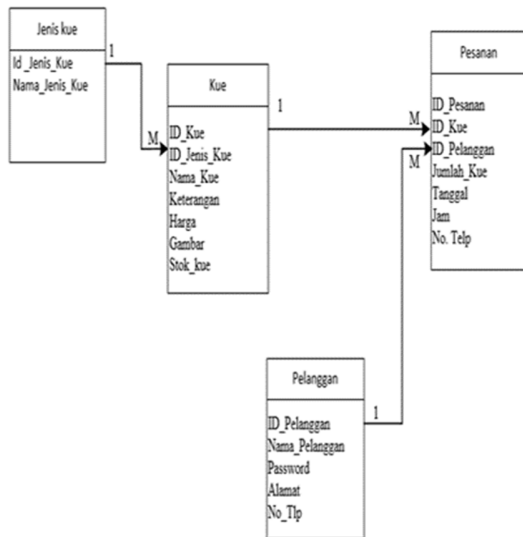 Jenis kue
Id _Jenis_Kue
Nama_Jenis_Kue
1
M
Kue
ID_Kue
ID_Jenis_Kue
Nama_Kue
Keterangan
Harga
Gambar
Stok_kue
1
M
Pesanan
ID_Pesanan
ID_Kue
ID_Pelanggan
Jumlah_Kue
Tanggal
Jam
No. Telp
M
1
Pelanggan
ID_Pelanggan
Nama_Pelanggan
Password
Alamat
No_Tlp